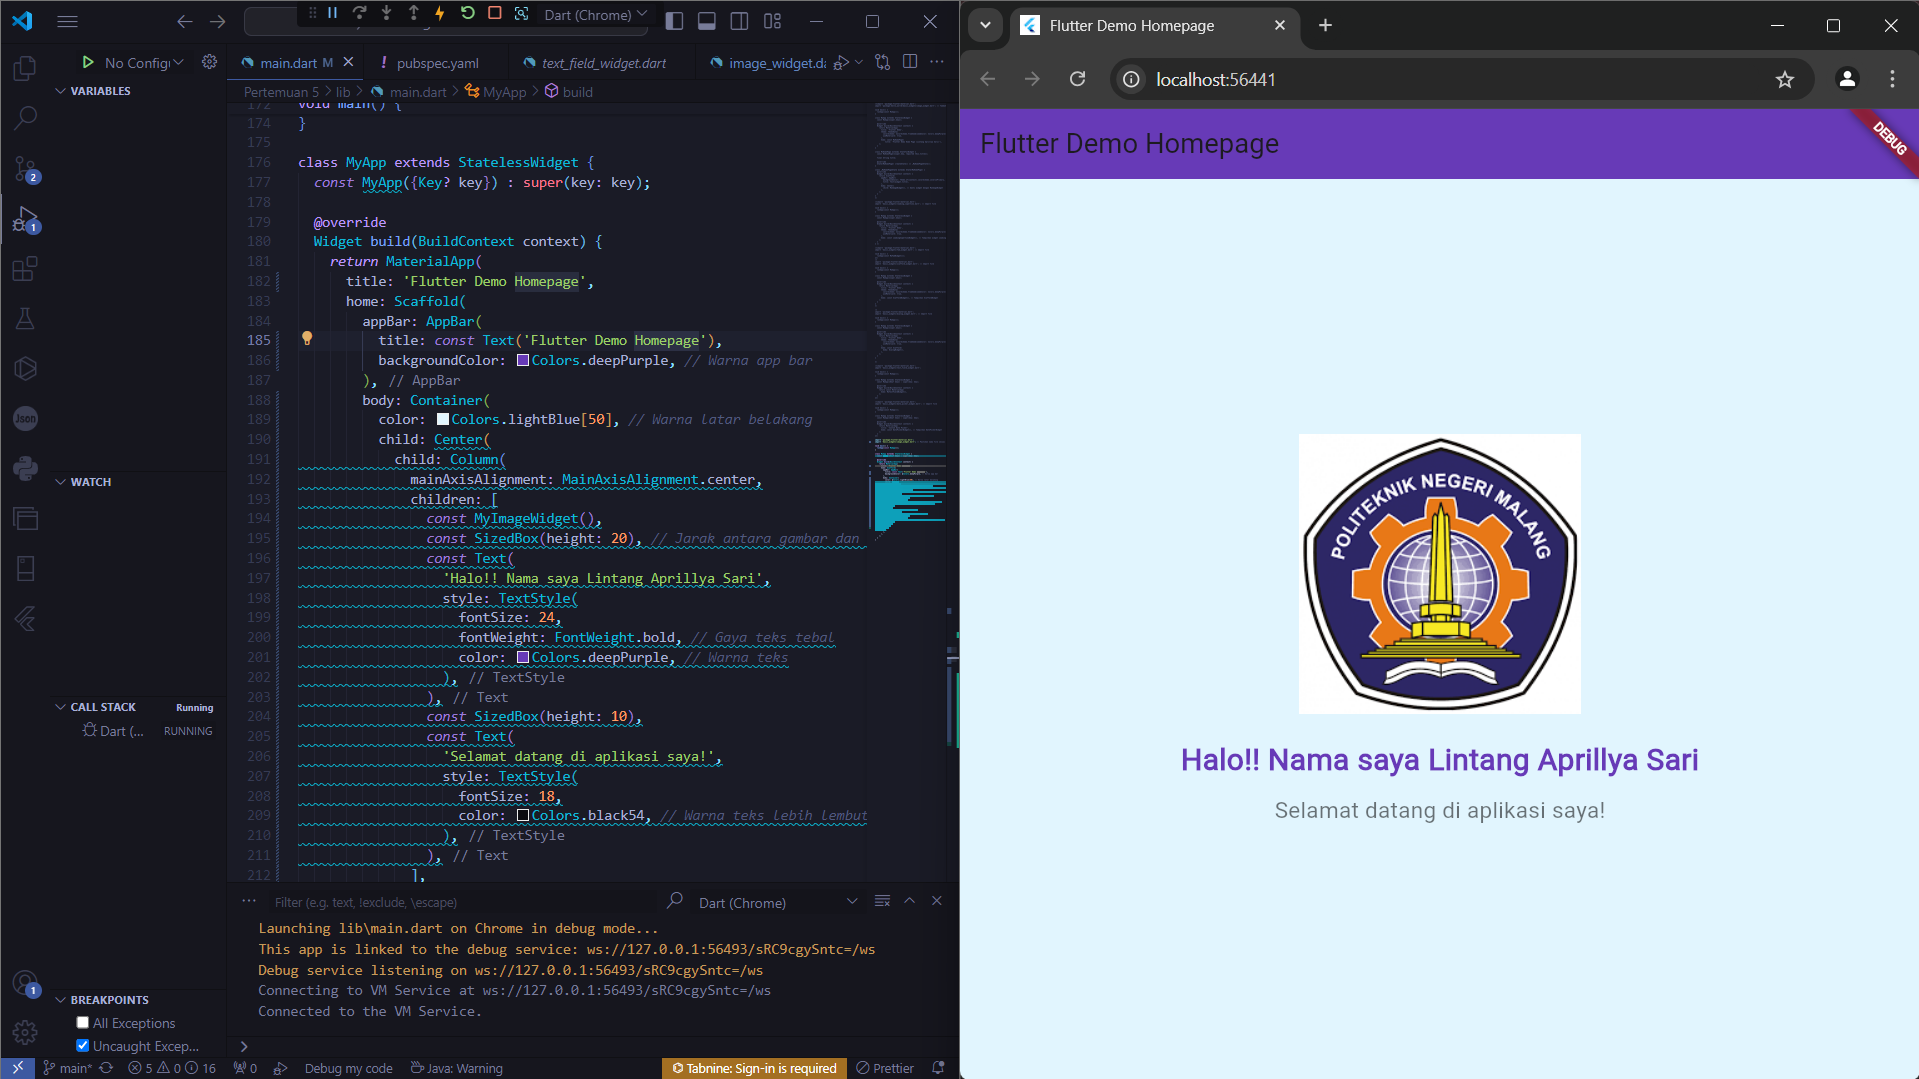 Dart (Chrome)
No Config
main.dart M
pubspec.yaml
text_field_widget.dart
image_widget.da
Pertemuan 5 > lib > main.dart > MyApp > build
VARIABLES
172 void main() {
174 }
175
176 class MyApp extends StatelessWidget {
177 const MyApp({Key? key}) : super(key: key);
178
179 @override
180 Widget build(BuildContext context) {
181 return MaterialApp(
182 title: 'Flutter Demo Homepage',
183 home: Scaffold(
184 appBar: AppBar(
185 title: const Text('Flutter Demo Homepage'),
186 backgroundColor: Colors.deepPurple, // Warna app bar
187 ), // AppBar
188 body: Container(
189 color: Colors.lightBlue[50], // Warna latar belakang
190 child: Center(
191 child: Column(
192 mainAxisAlignment: MainAxisAlignment.center,
193 children: [
194 const MyImageWidget(),
195 const SizedBox(height: 20), // Jarak antara gambar dan
196 const Text(
197 'Halo!! Nama saya Lintang Aprillya Sari',
198 style: TextStyle(
199 fontSize: 24,
200 fontWeight: FontWeight.bold, // Gaya teks tebal
201 color: Colors.deepPurple, // Warna teks
202 ), // TextStyle
203 ), // Text
204 const SizedBox(height: 10),
205 const Text(
206 'Selamat datang di aplikasi saya!',
207 style: TextStyle(
208 fontSize: 18,
209 color: Colors.black54, // Warna teks lebih lembut
210 ), // TextStyle
211 ), // Text
212 ],
WATCH
CALL STACK Running
Dart (... RUNNING
BREAKPOINTS
All Exceptions
Uncaught Excep...
2
1
Json
1
Filter (e.g. text, !exclude, \escape)
Dart (Chrome)
Launching lib\main.dart on Chrome in debug mode...
This app is linked to the debug service: ws://127.0.0.1:56493/sRC9cgySntc=/ws
Debug service listening on ws://127.0.0.1:56493/sRC9cgySntc=/ws
Connecting to VM Service at ws://127.0.0.1:56493/sRC9cgySntc=/ws
Connected to the VM Service.
main* 5 0 16 0 Debug my code Java: Warning Tabnine: Sign-in is required Prettier
Flutter Demo Homepage
localhost:56441
Flutter Demo Homepage
DEBUG
POLITEKNIK NEGERI MALANG
Halo!! Nama saya Lintang Aprillya Sari
Selamat datang di aplikasi saya!